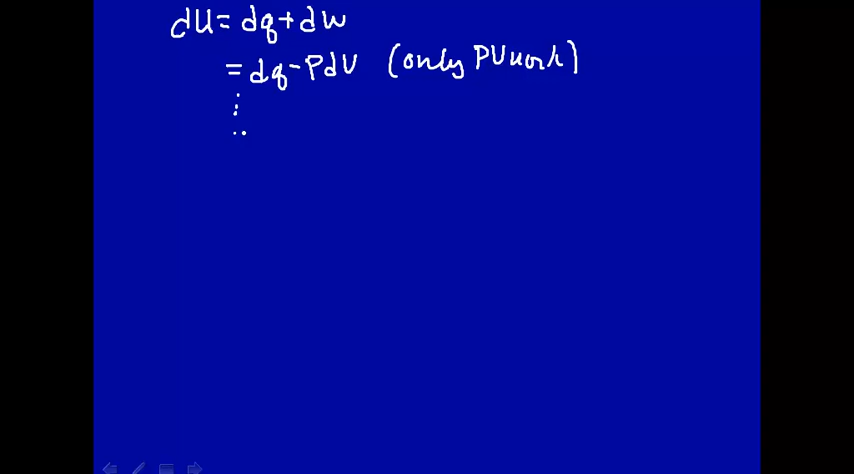 dU = dq + dw
= dq - PdV (only PV work)
⋮
..